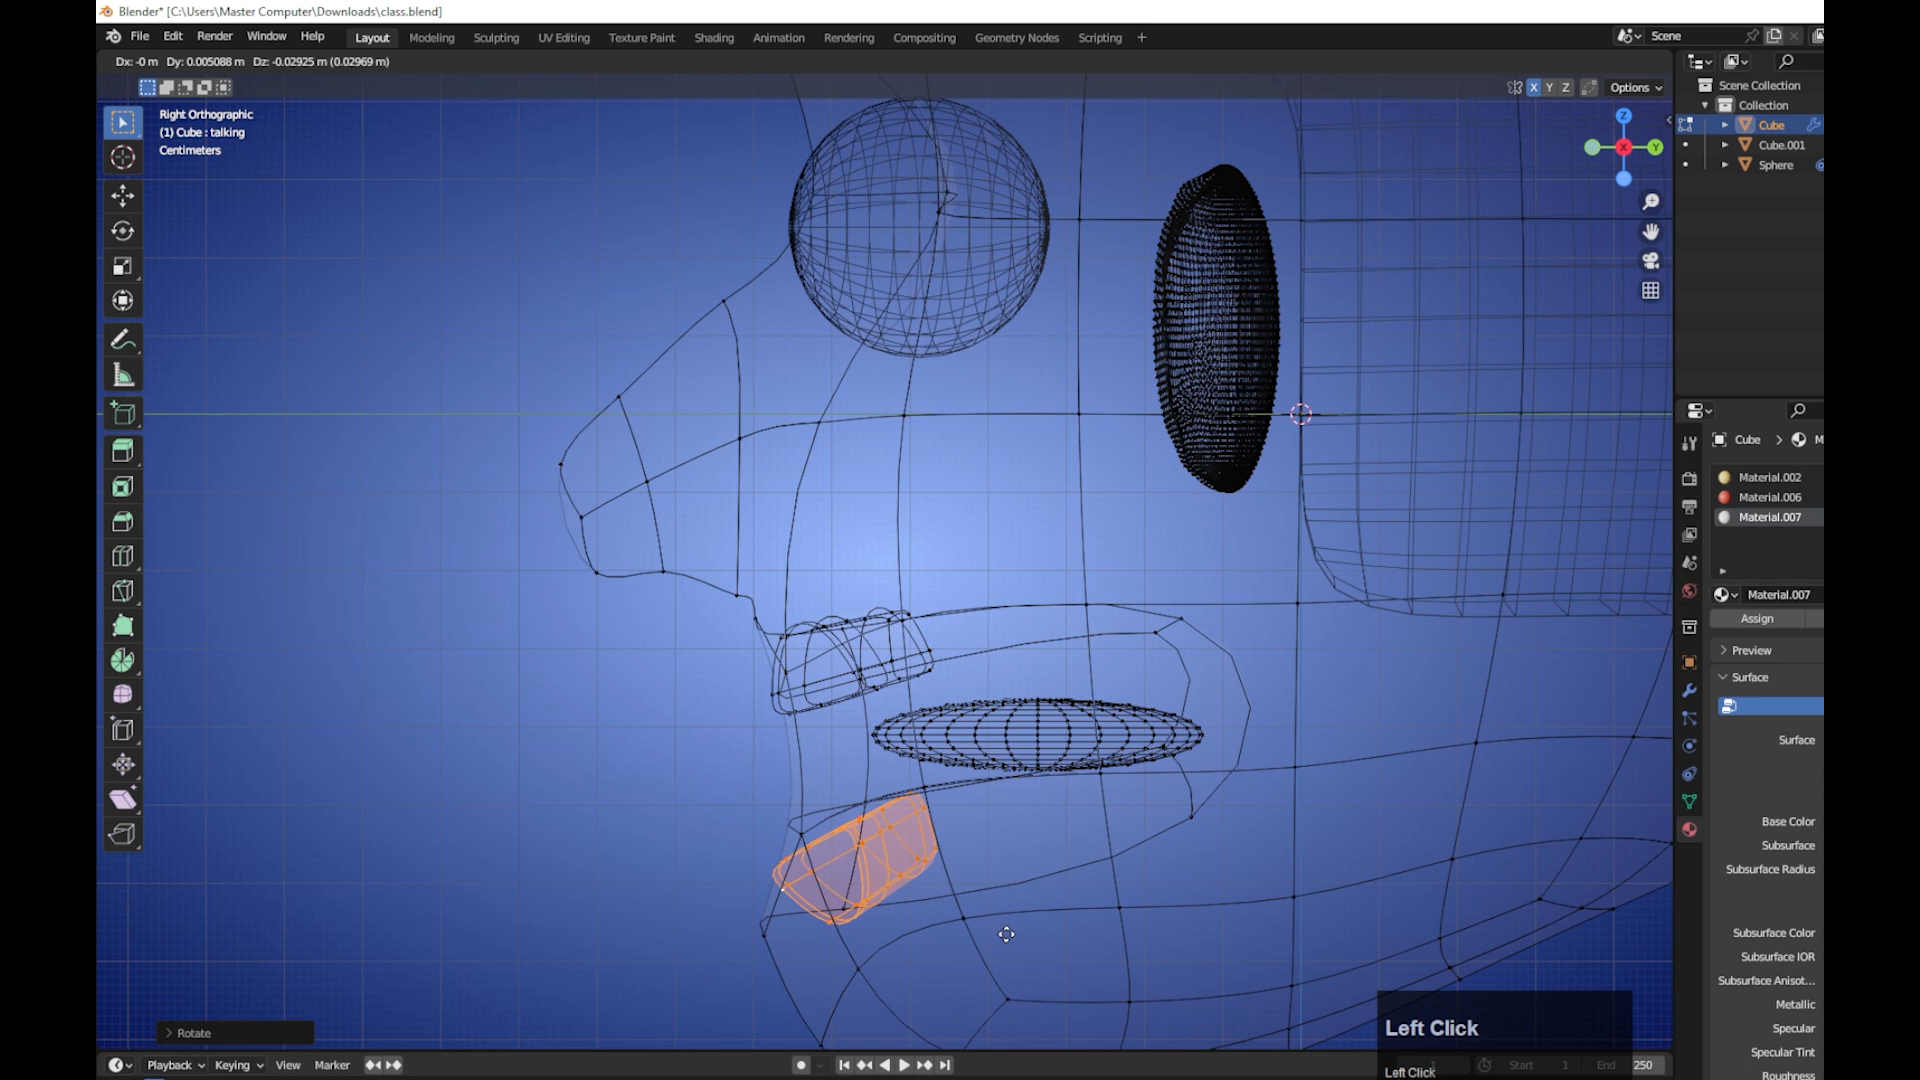 Blender* [C:\Users\Master Computer\Downloads\class.blend]
File Edit Render Window Help Layout Modeling Sculpting UV Editing Texture Paint Shading Animation Rendering Compositing Geometry Nodes Scripting + Scene
Dx: -0 m Dy: 0.005088 m Dz: -0.02925 m (0.02969 m)
X Y Z Options
Right Orthographic
(1) Cube : talking
Centimeters
Z
X
Y
Scene Collection
Collection
Cube
Cube.001
Sphere
Cube > M
Material.002
Material.006
Material.007
Material.007
Assign
Preview
Surface
Surface
Base Color
Subsurface
Subsurface Radius
Subsurface Color
Subsurface IOR
Subsurface Anisot...
Metallic
Specular
Specular Tint
Roughness
Rotate
Left Click
Left Click
Playback Keying View Marker 1 Start 1 End 250